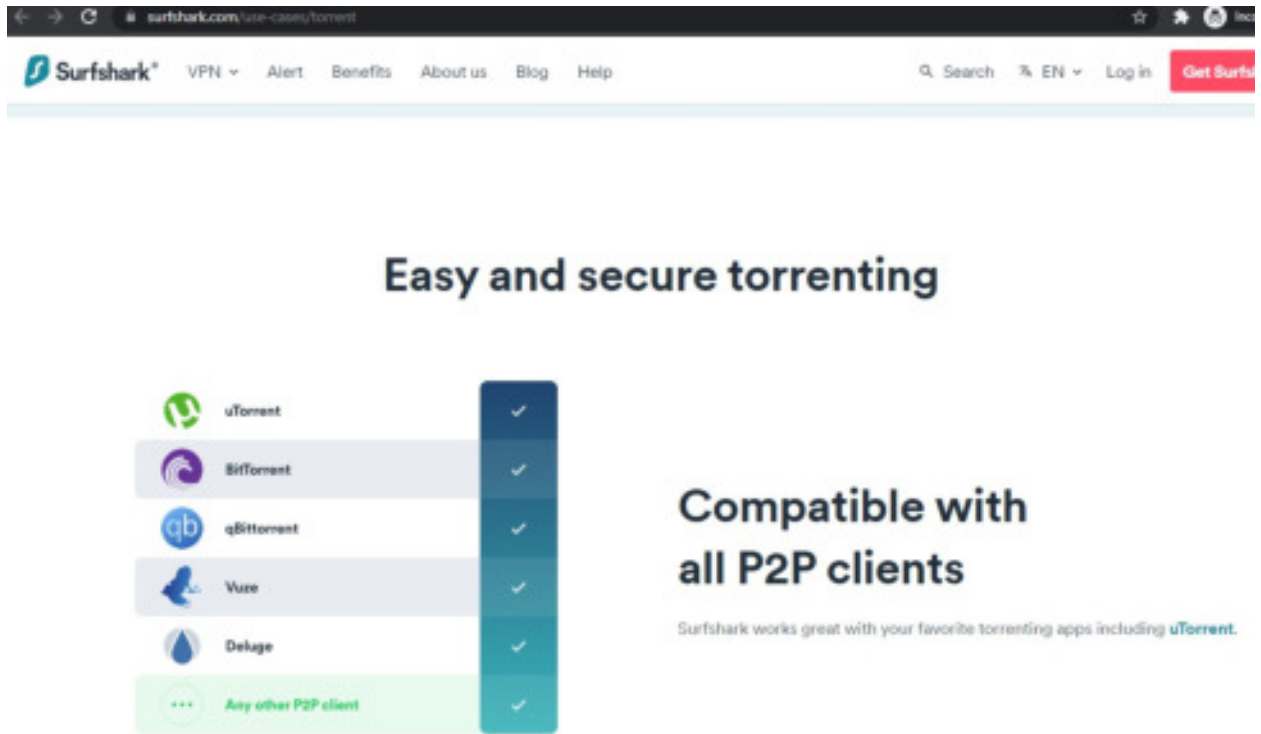 surfshark.com/use-cases/torrent
Surfshark® VPN Alert Benefits About us Blog Help Search EN Log in Get
Easy and secure torrenting
uTorrent
BitTorrent
qBittorrent
Vuze
Deluge
Any other P2P client
Compatible with
all P2P clients
Surfshark works great with your favorite torrenting apps including uTorrent.